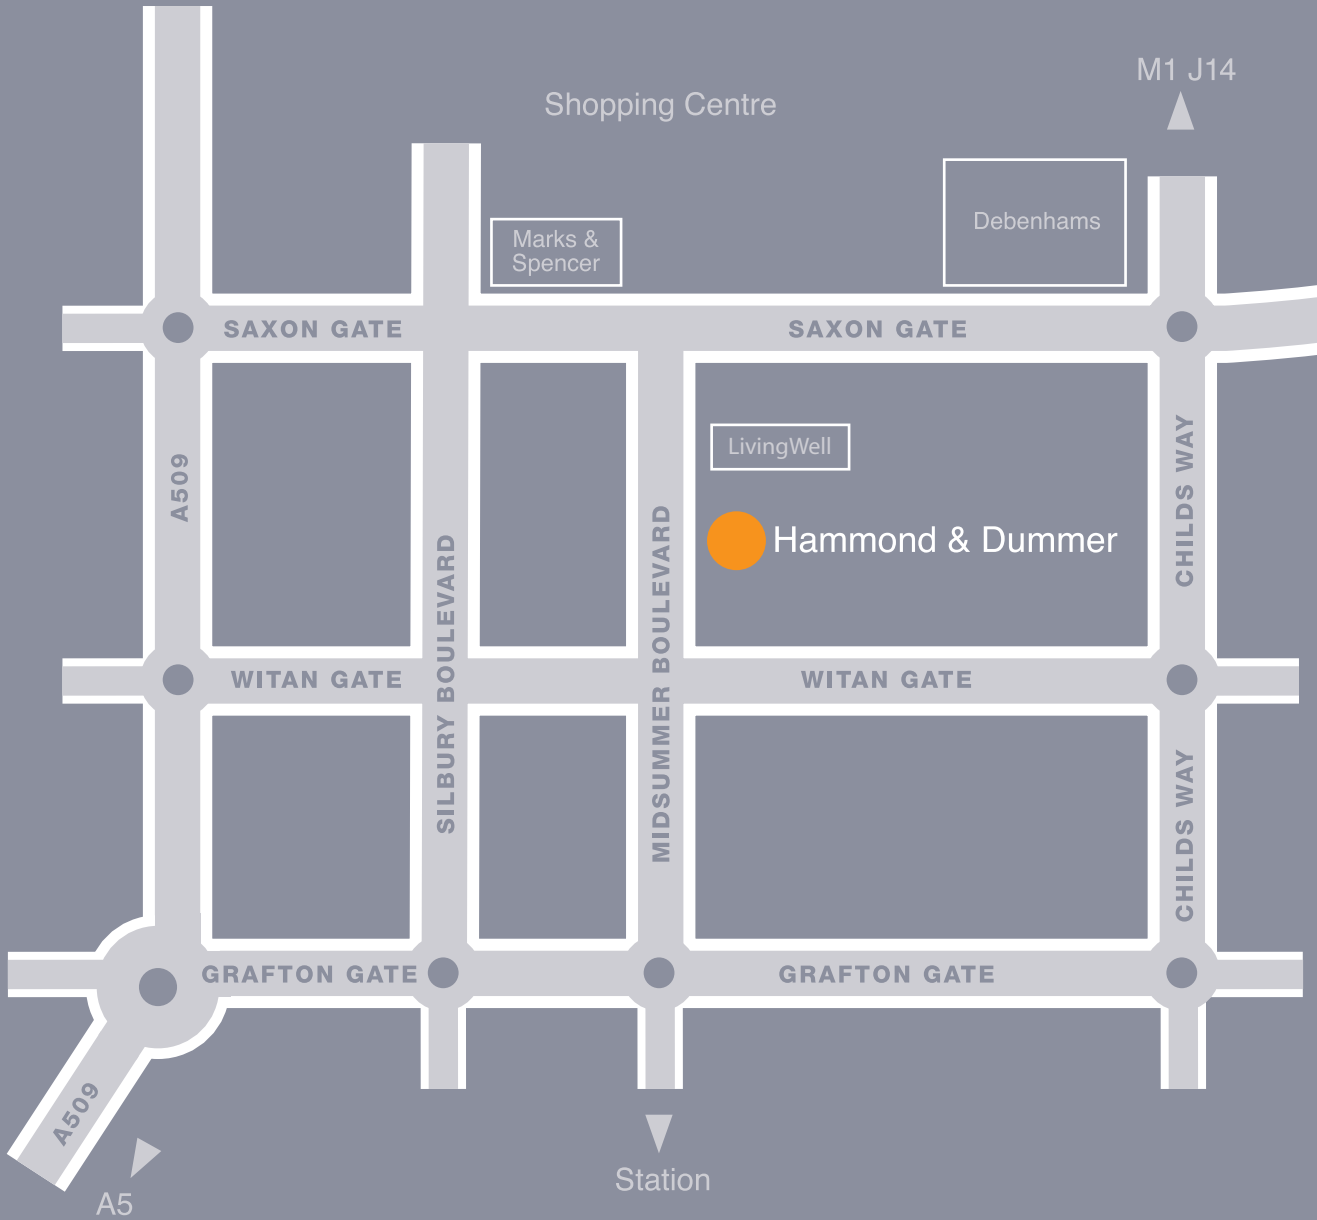 M1 J14
Shopping Centre
Debenhams
Marks &
Spencer
SAXON GATE
SAXON GATE
LivingWell
A509
CHILDS WAY
Hammond & Dummer
SILBURY BOULEVARD
MIDSUMMER BOULEVARD
WITAN GATE
WITAN GATE
CHILDS WAY
GRAFTON GATE
GRAFTON GATE
A509
Station
A5